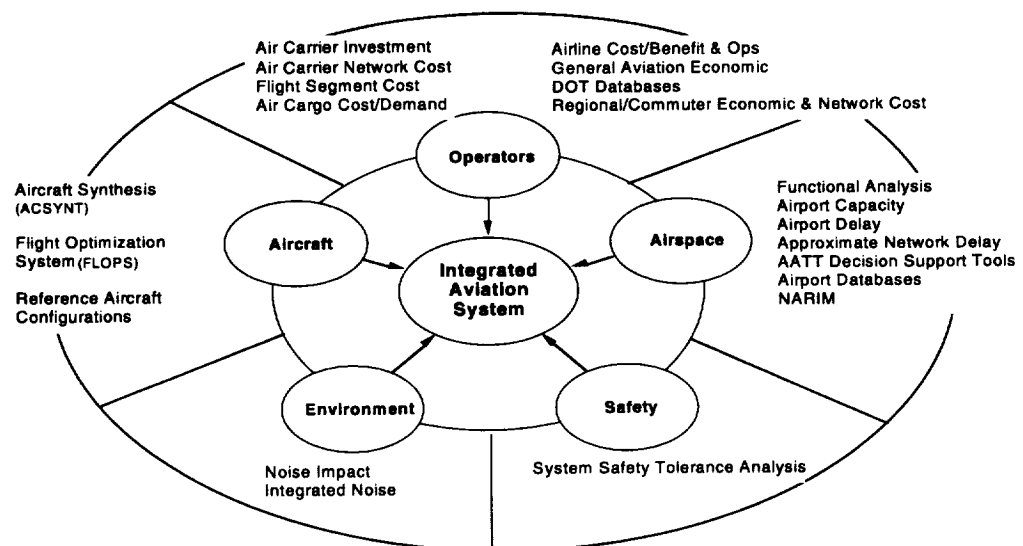 Air Carrier Investment
Air Carrier Network Cost
Flight Segment Cost
Air Cargo Cost/Demand
Airline Cost/Benefit & Ops
General Aviation Economic
DOT Databases
Regional/Commuter Economic & Network Cost
Operators
Aircraft Synthesis
(ACSYNT)
Flight Optimization
System (FLOPS)
Reference Aircraft
Configurations
Aircraft
Integrated
Aviation
System
Airspace
Functional Analysis
Airport Capacity
Airport Delay
Approximate Network Delay
AATT Decision Support Tools
Airport Databases
NARIM
Environment
Safety
Noise Impact
Integrated Noise
System Safety Tolerance Analysis